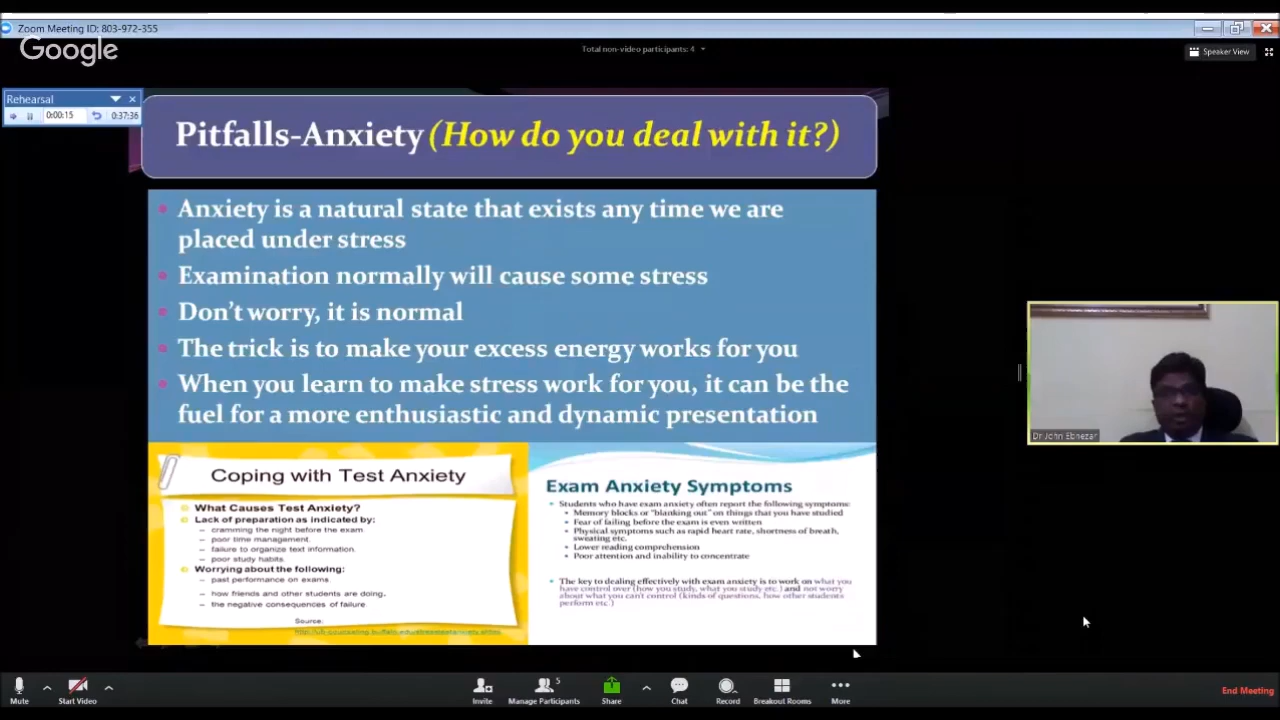 Zoom Meeting ID: 803-972-355
Google
Total non-video participants: 4
Speaker View
Rehearsal
0:00:15
0:37:36
Pitfalls-Anxiety (How do you deal with it?)
• Anxiety is a natural state that exists any time we are
placed under stress
• Examination normally will cause some stress
• Don't worry, it is normal
• The trick is to make your excess energy works for you
• When you learn to make stress work for you, it can be the
fuel for a more enthusiastic and dynamic presentation
Coping with Test Anxiety
What Causes Test Anxiety?
Lack of preparation as indicated by:
– cramming the night before the exam.
– poor time management.
– failure to organize text information.
– poor study habits.
Worrying about the following:
– past performance on exams.
– how friends and other students are doing.
– the negative consequences of failure.
Source:
Exam Anxiety Symptoms
• Students who have exam anxiety often report the following symptoms:
• Memory blocks or "blanking out" on things that you have studied
• Fear of failing before the exam is even written
• Physical symptoms such as rapid heart rate, shortness of breath,
sweating etc.
• Lower reading comprehension
• Poor attention and inability to concentrate
• The key to dealing effectively with exam anxiety is to work on what you
have control over (how you study, what you study etc.) and not worry
about what you can't control (kinds of questions, how other students
perform etc.)
Dr John Ebnezar
Mute
Start Video
Invite
5
Manage Participants
Share
Chat
Record
Breakout Rooms
More
End Meeting